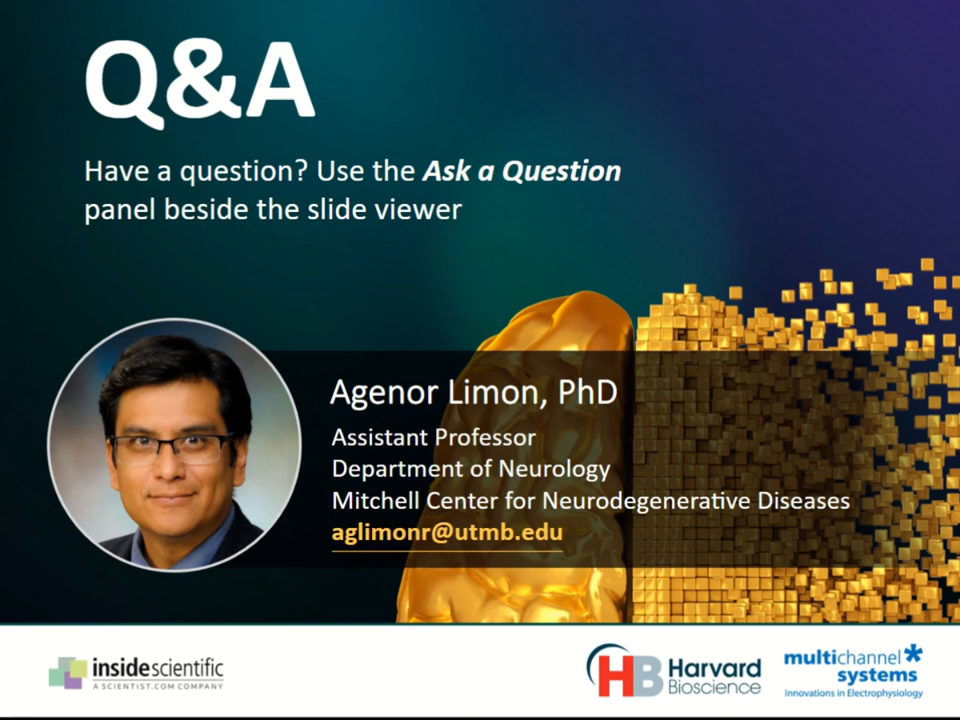 Q&A
Have a question? Use the Ask a Question
panel beside the slide viewer
Agenor Limon, PhD
Assistant Professor
Department of Neurology
Mitchell Center for Neurodegenerative Diseases
aglimonr@utmb.edu
insidescientific
A SCIENTIST.COM COMPANY
HB Harvard
Bioscience
multichannel*
systems
Innovations in Electrophysiology